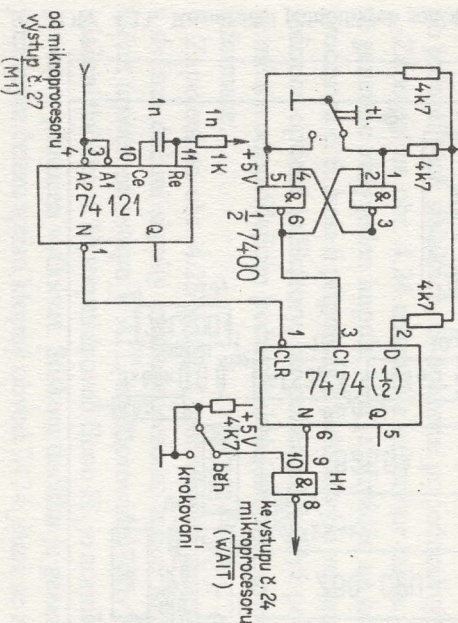 od mikroprocesoru
výstup č. 27
(M1)
4
3
A2
A1
74121
10
11
Ce
Re
N
Q
1
1n
1n
1k
+5V
tl.
4k7
4k7
5
4
&
6
2
1
&
3
½ 7400
4k7
1
3
2
CLR
Cl
D
7474 (½)
N
Q
6
5
+5V
4k7
běh
krokování
10
9
&
8
H1
ke vstupu č. 24
mikroprocesoru
(WAIT)